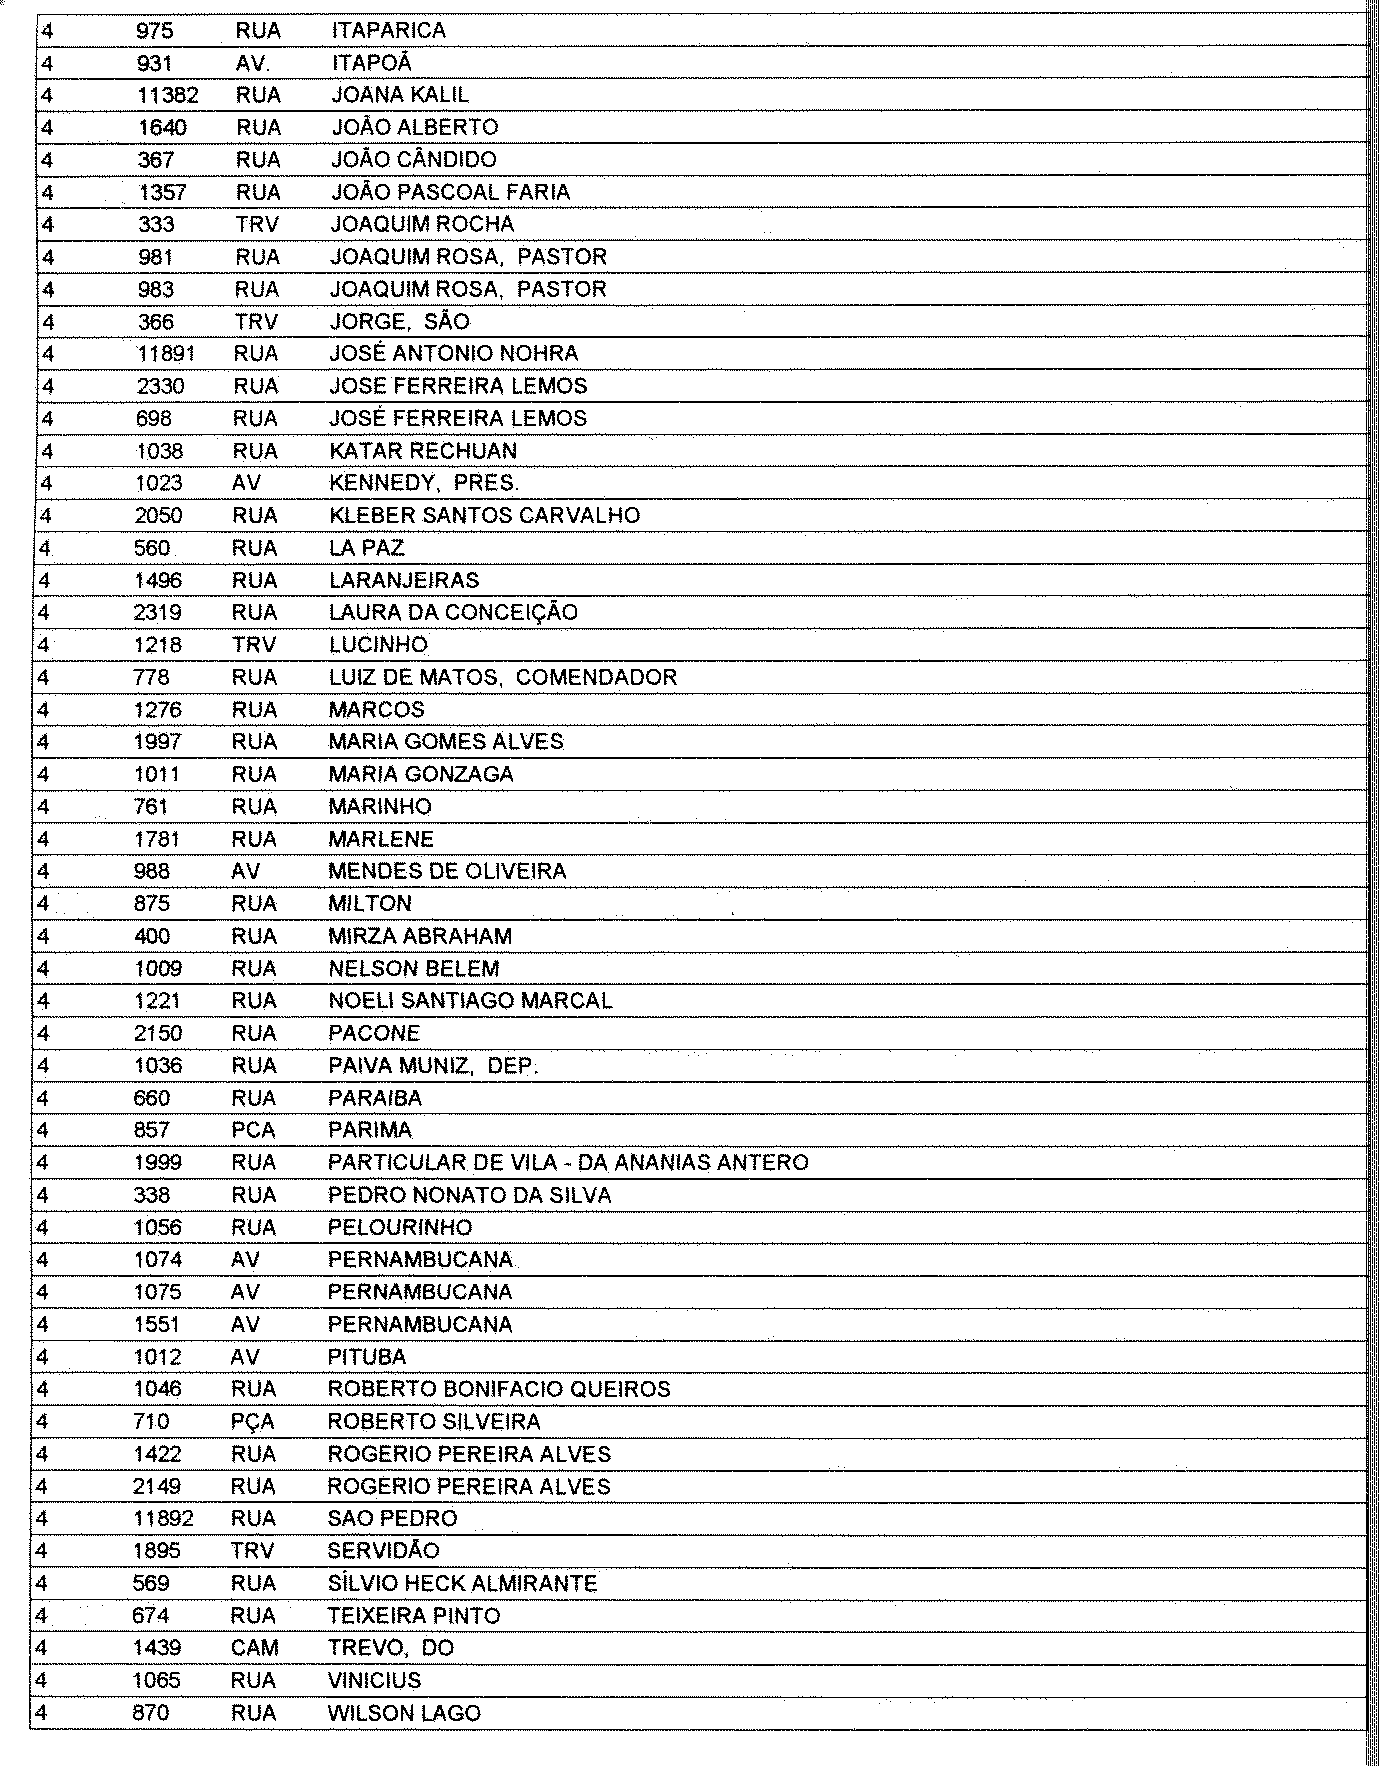 4 975 RUA ITAPARICA
4 931 AV. ITAPOÃ
4 11382 RUA JOANA KALIL
4 1640 RUA JOÃO ALBERTO
4 367 RUA JOÃO CÂNDIDO
4 1357 RUA JOÃO PASCOAL FARIA
4 333 TRV JOAQUIM ROCHA
4 981 RUA JOAQUIM ROSA, PASTOR
4 983 RUA JOAQUIM ROSA, PASTOR
4 366 TRV JORGE, SÃO
4 11891 RUA JOSÉ ANTONIO NOHRA
4 2330 RUA JOSE FERREIRA LEMOS
4 698 RUA JOSÉ FERREIRA LEMOS
4 1038 RUA KATAR RECHUAN
4 1023 AV KENNEDY, PRES.
4 2050 RUA KLEBER SANTOS CARVALHO
4 560 RUA LA PAZ
4 1496 RUA LARANJEIRAS
4 2319 RUA LAURA DA CONCEIÇÃO
4 1218 TRV LUCINHO
4 778 RUA LUIZ DE MATOS, COMENDADOR
4 1276 RUA MARCOS
4 1997 RUA MARIA GOMES ALVES
4 1011 RUA MARIA GONZAGA
4 761 RUA MARINHO
4 1781 RUA MARLENE
4 988 AV MENDES DE OLIVEIRA
4 875 RUA MILTON
4 400 RUA MIRZA ABRAHAM
4 1009 RUA NELSON BELEM
4 1221 RUA NOELI SANTIAGO MARCAL
4 2150 RUA PACONE
4 1036 RUA PAIVA MUNIZ, DEP.
4 660 RUA PARAIBA
4 857 PCA PARIMA
4 1999 RUA PARTICULAR DE VILA - DA ANANIAS ANTERO
4 338 RUA PEDRO NONATO DA SILVA
4 1056 RUA PELOURINHO
4 1074 AV PERNAMBUCANA
4 1075 AV PERNAMBUCANA
4 1551 AV PERNAMBUCANA
4 1012 AV PITUBA
4 1046 RUA ROBERTO BONIFACIO QUEIROS
4 710 PÇA ROBERTO SILVEIRA
4 1422 RUA ROGERIO PEREIRA ALVES
4 2149 RUA ROGERIO PEREIRA ALVES
4 11892 RUA SAO PEDRO
4 1895 TRV SERVIDÃO
4 569 RUA SÍLVIO HECK ALMIRANTE
4 674 RUA TEIXEIRA PINTO
4 1439 CAM TREVO, DO
4 1065 RUA VINICIUS
4 870 RUA WILSON LAGO